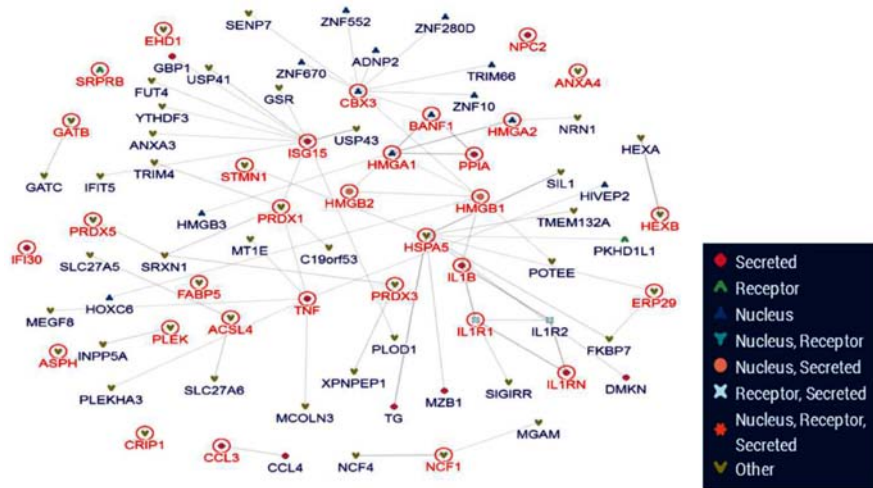 SENP7
ZNF552
ZNF280D
EHD1
ADNP2
NPC2
GBP1
USP41
ZNF670
TRIM66
SRPRB
FUT4
GSR
CBX3
ZNF10
ANXA4
YTHDF3
BANF1
HMGA2
NRN1
GATB
ANXA3
ISG15
USP43
HMGA1
PPIA
HEXA
GATC
IFIT5
TRIM4
STMN1
SIL1
HIVEP2
HMGB3
HMGB2
HMGB1
TMEM132A
HEXB
PRDX5
PRDX1
HSPA5
PKHD1L1
IFI30
SLC27A5
SRXN1
MT1E
C19orf53
IL1B
POTEE
HOXC6
FABP5
TNF
PRDX3
ERP29
MEGF8
PLEK
ACSL4
IL1R1
IL1R2
ASPH
INPP5A
PLOD1
FKBP7
PLEKHA3
SLC27A6
XPNPEP1
SIGIRR
IL1RN
DMKN
MCOLN3
TG
MZB1
CRIP1
MGAM
CCL3
CCL4
NCF4
NCF1
Secreted
Receptor
Nucleus
Nucleus, Receptor
Nucleus, Secreted
Receptor, Secreted
Nucleus, Receptor,
Secreted
Other